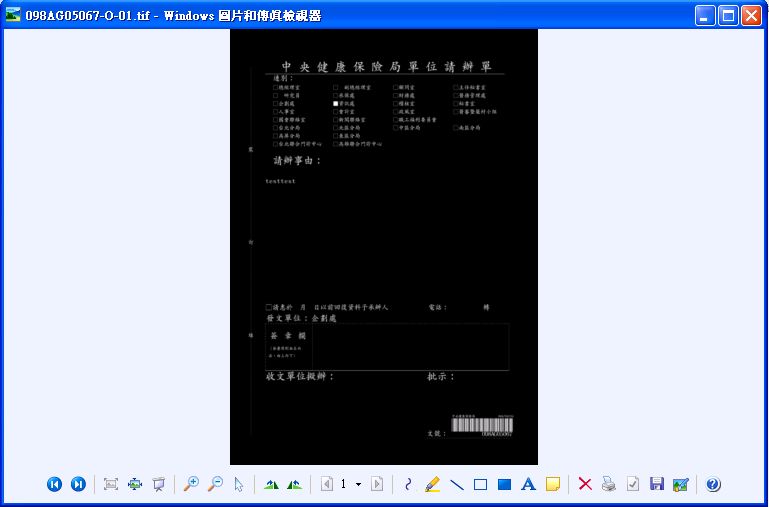 098AG05067-O-01.tif - Windows 圖片和傳真檢視器
中央健康保險局單位請辦單
送別：
□總經理室 □副總經理室 □顧問室 □主任秘書室
□研究員 □承保處 □財務處 □醫務管理處
□企劃處 ■資訊處 □稽核室 □秘書室
□人事室 □會計室 □政風室 □醫審暨藥材小組
□國會聯絡室 □新聞聯絡室 □職工福利委員會
□台北分局 □北區分局 □中區分局 □南區分局
□高屏分局 □東區分局
□台北聯合門診中心 □高雄聯合門診中心
請辦事由：
裝
testtest
訂
線
□請惠於 月 日以前回復資料予承辦人 電話： 轉
發文單位：企劃處
簽章欄
收文單位擬辦： 批示：
文號：
098AG05067
1